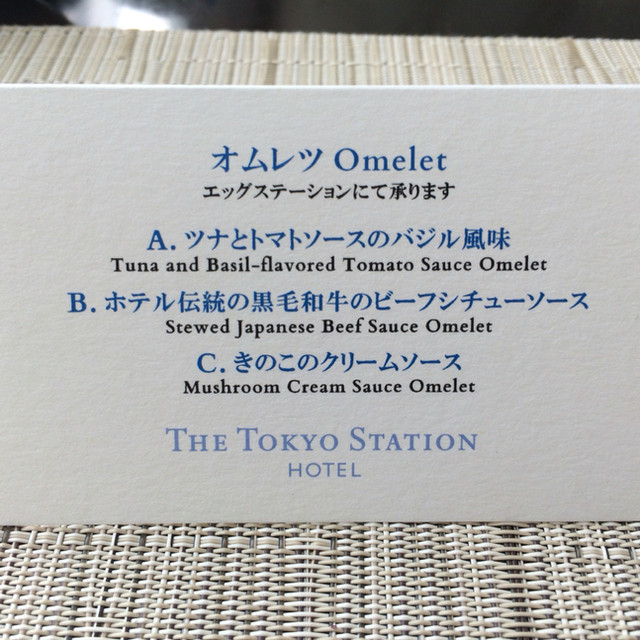 オムレツ Omelet
エッグステーションにて承ります
A. ツナとトマトソースのバジル風味
Tuna and Basil-flavored Tomato Sauce Omelet
B. ホテル伝統の黒毛和牛のビーフシチューソース
Stewed Japanese Beef Sauce Omelet
C. きのこのクリームソース
Mushroom Cream Sauce Omelet
THE TOKYO STATION
HOTEL